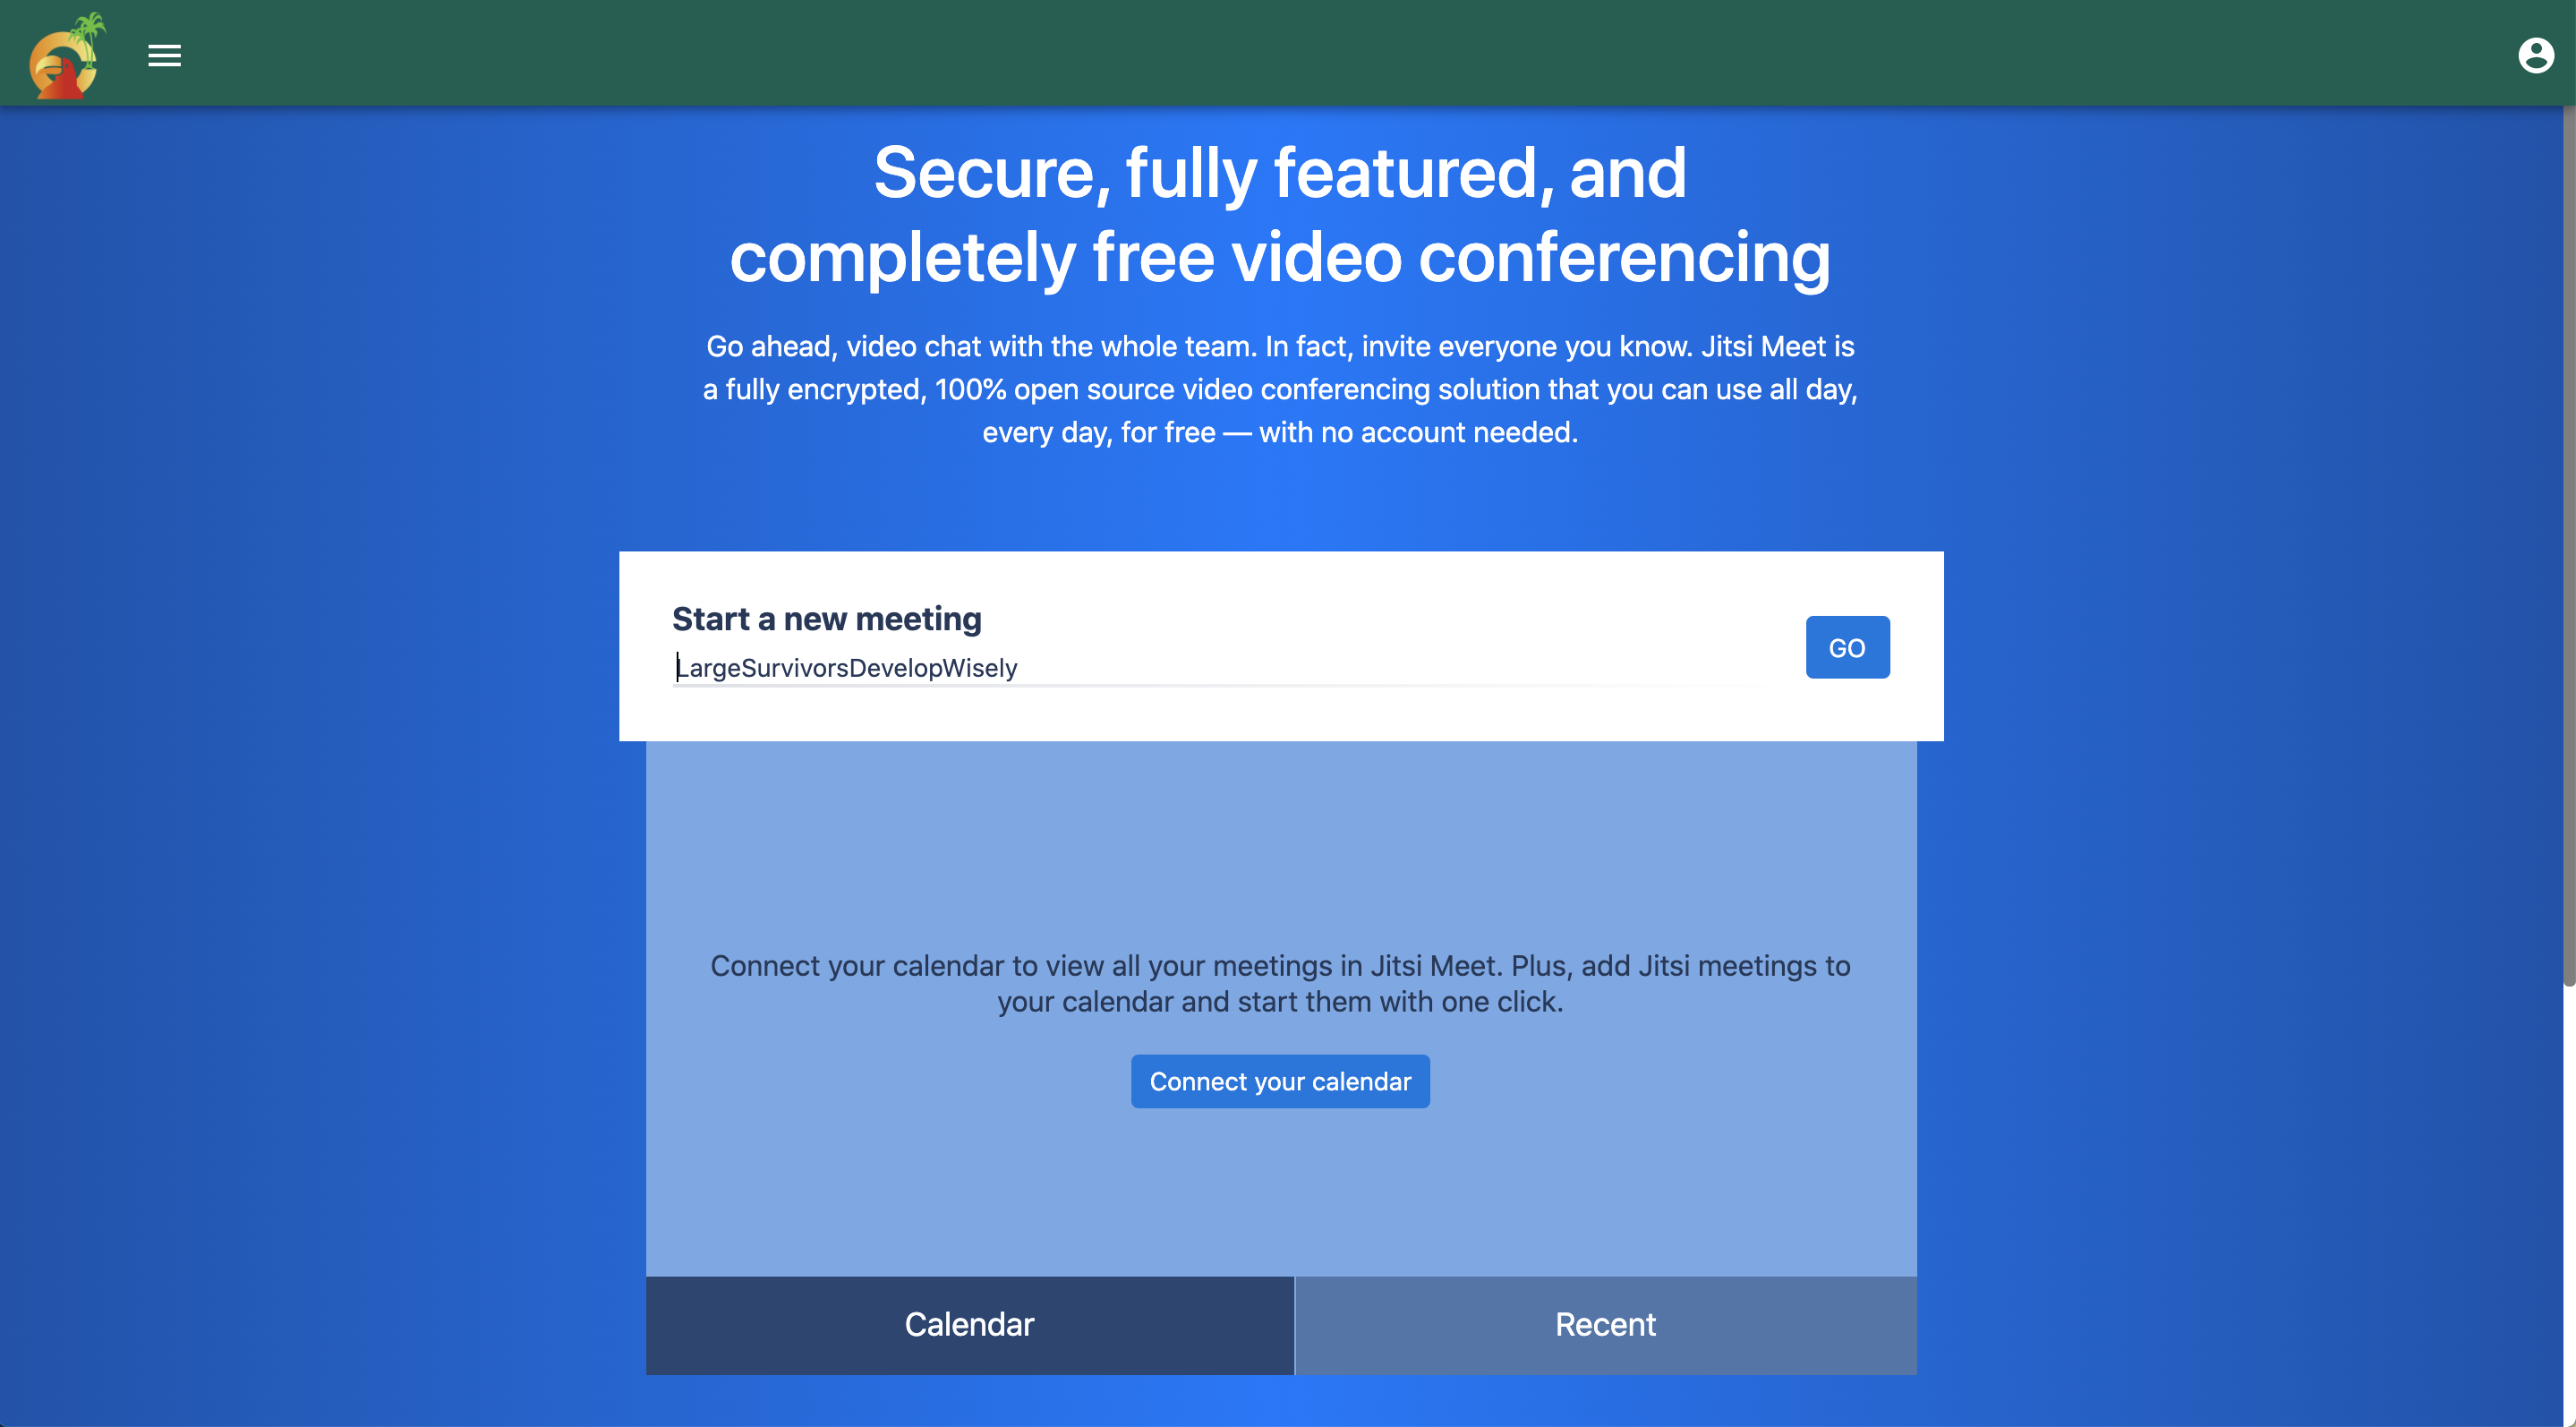 Secure, fully featured, and
completely free video conferencing
Go ahead, video chat with the whole team. In fact, invite everyone you know. Jitsi Meet is
a fully encrypted, 100% open source video conferencing solution that you can use all day,
every day, for free — with no account needed.
Start a new meeting
LargeSurvivorsDevelopWisely
GO
Connect your calendar to view all your meetings in Jitsi Meet. Plus, add Jitsi meetings to
your calendar and start them with one click.
Connect your calendar
Calendar
Recent